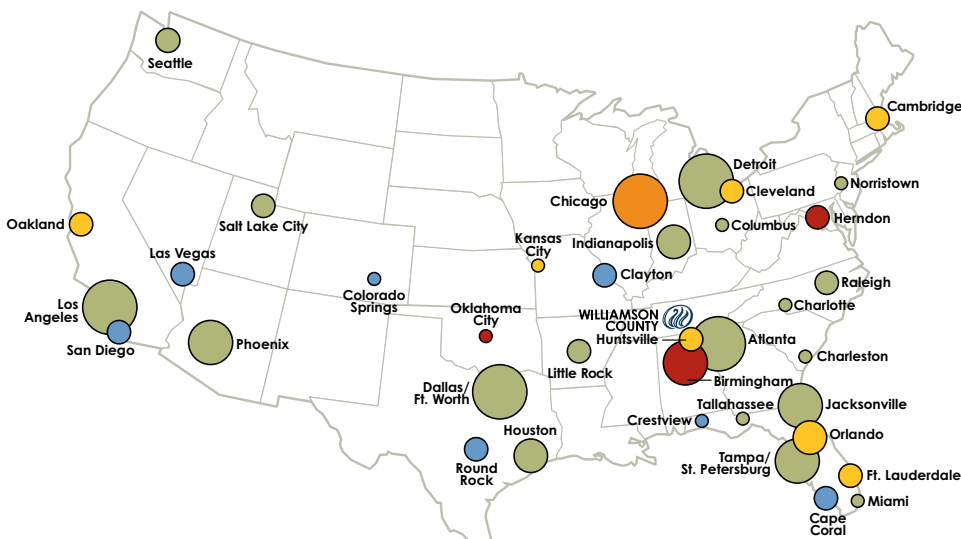 Seattle
Cambridge
Detroit
Norristown
Cleveland
Chicago
Salt Lake City
Herndon
Oakland
Columbus
Kansas
City
Indianapolis
Las Vegas
Clayton
Raleigh
Colorado
Springs
Los
Angeles
Oklahoma
City
Charlotte
WILLIAMSON
COUNTY
Huntsville
Atlanta
San Diego
Phoenix
Little Rock
Charleston
Birmingham
Dallas/
Ft. Worth
Tallahassee
Jacksonville
Crestview
Houston
Orlando
Tampa/
St. Petersburg
Round
Rock
Ft. Lauderdale
Miami
Cape
Coral